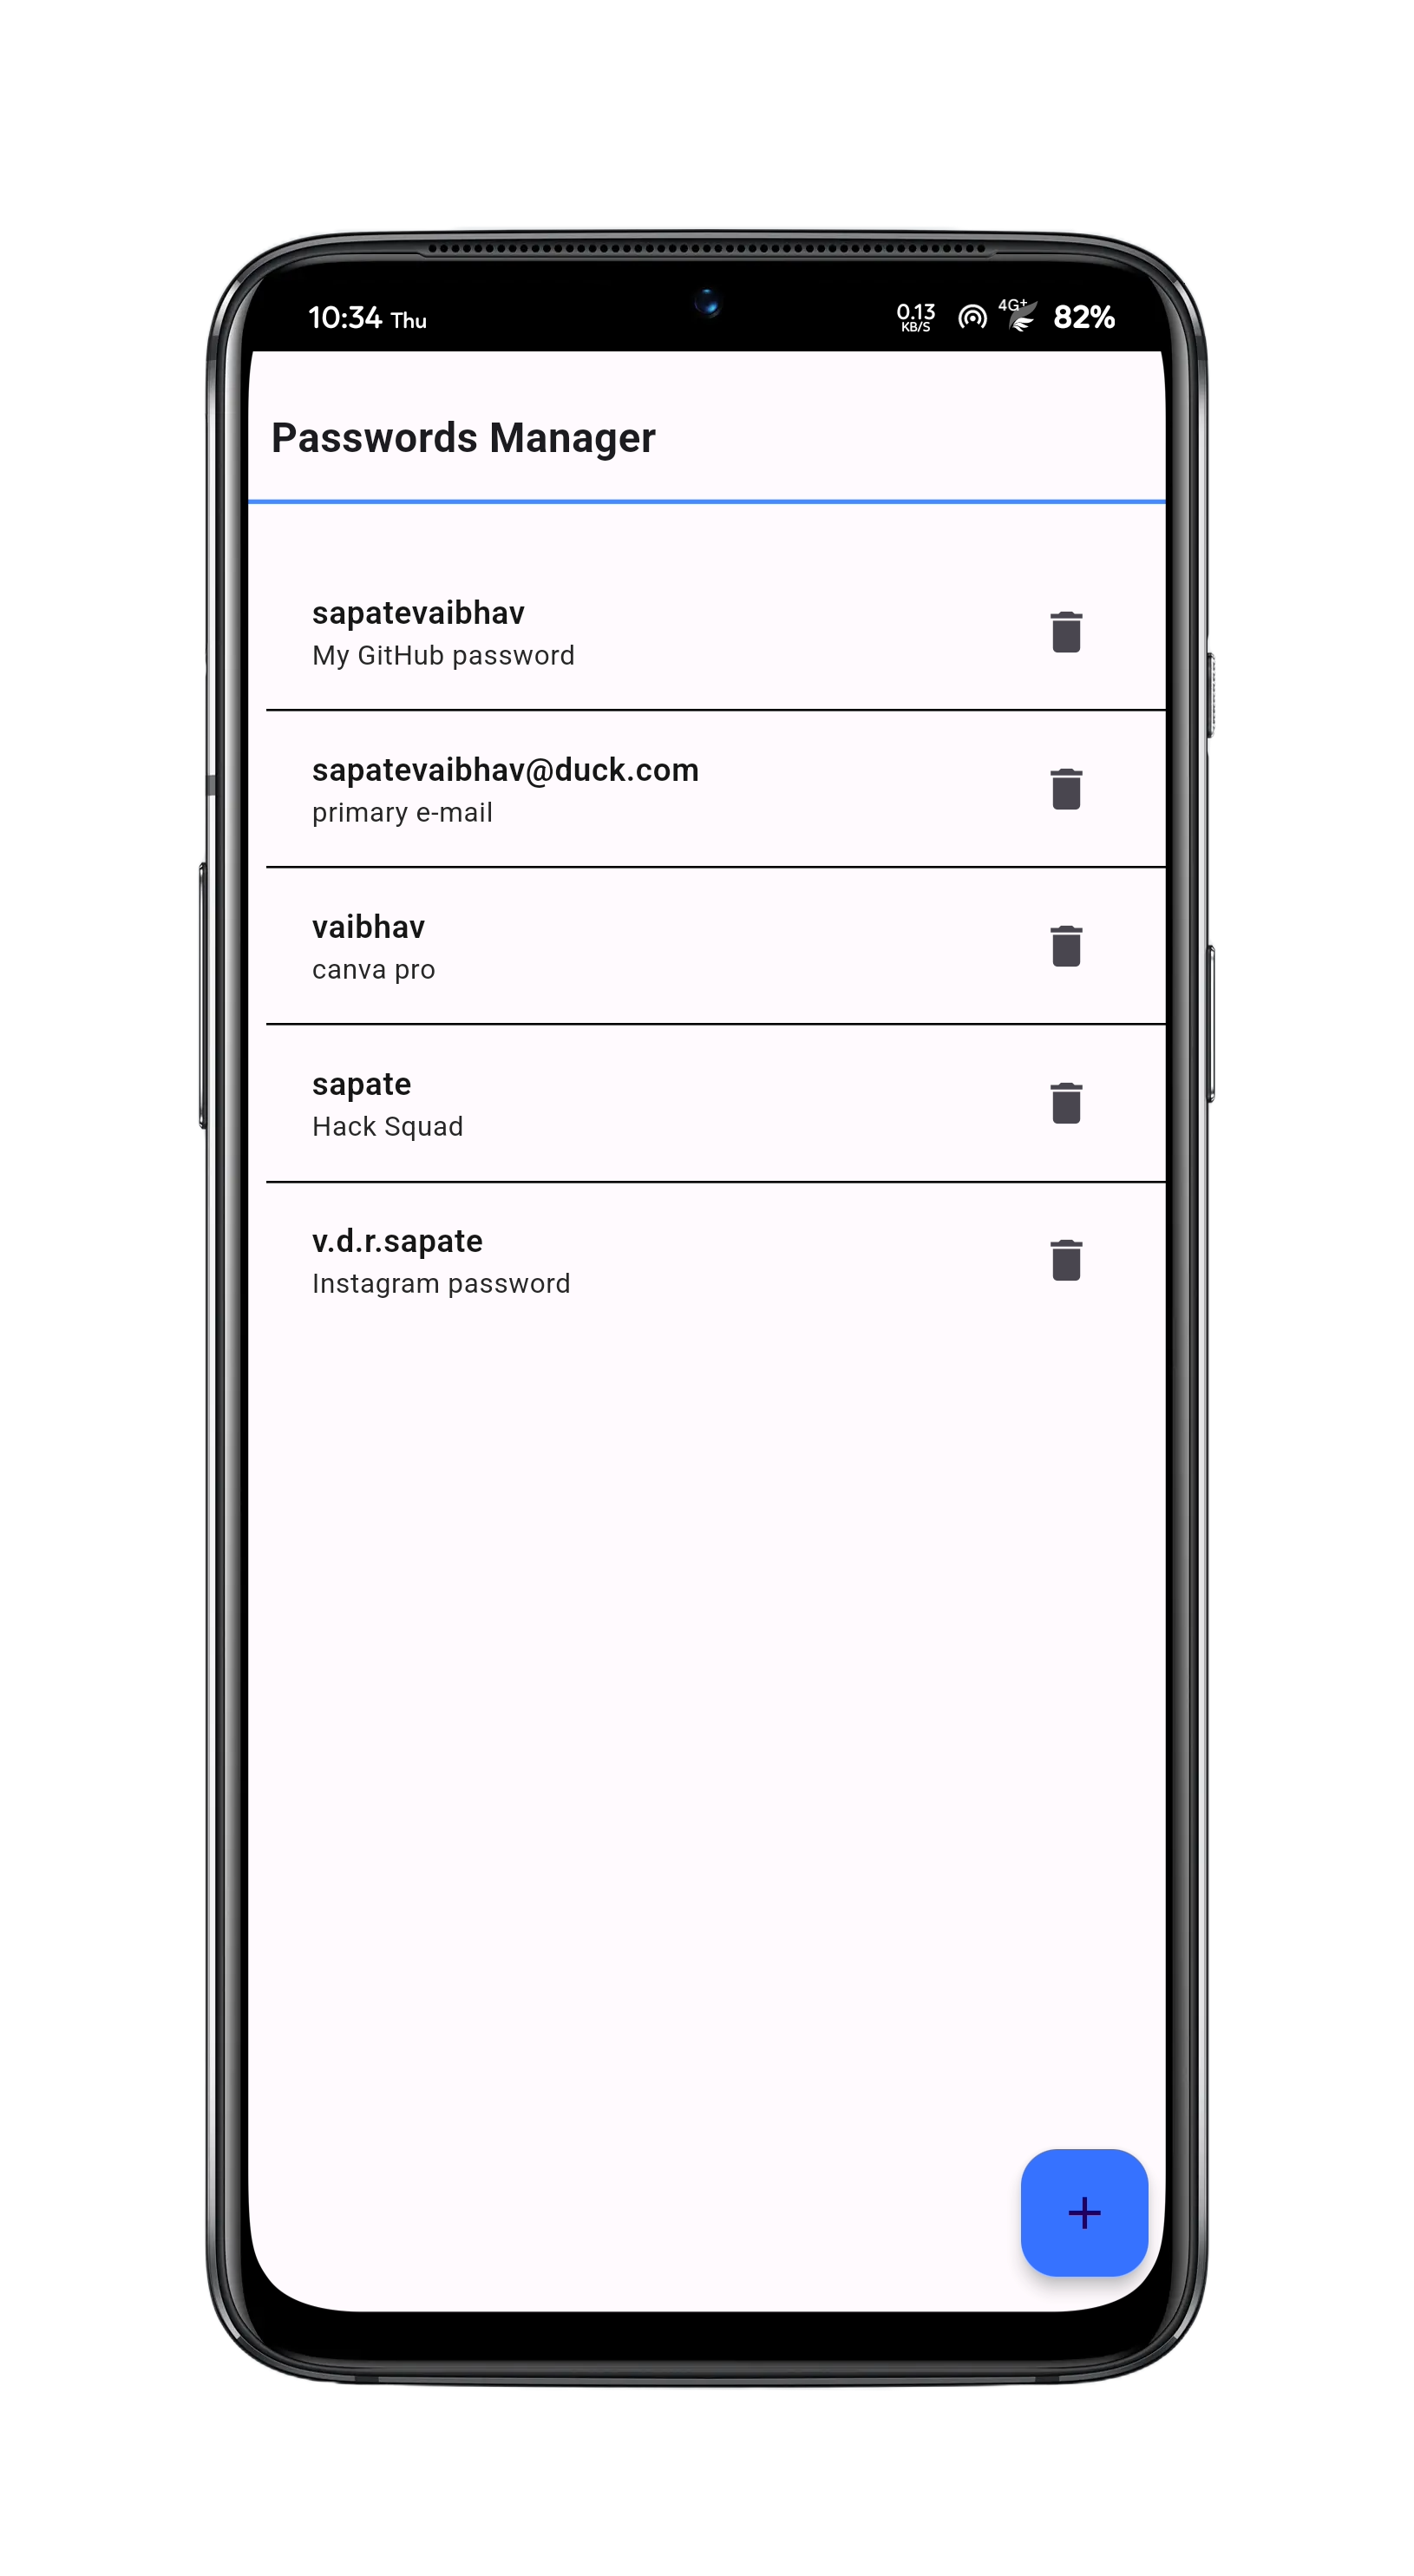 10:34 Thu
0.13 KB/S 4G+ 82%
Passwords Manager
sapatevaibhav
My GitHub password
sapatevaibhav@duck.com
primary e-mail
vaibhav
canva pro
sapate
Hack Squad
v.d.r.sapate
Instagram password
+